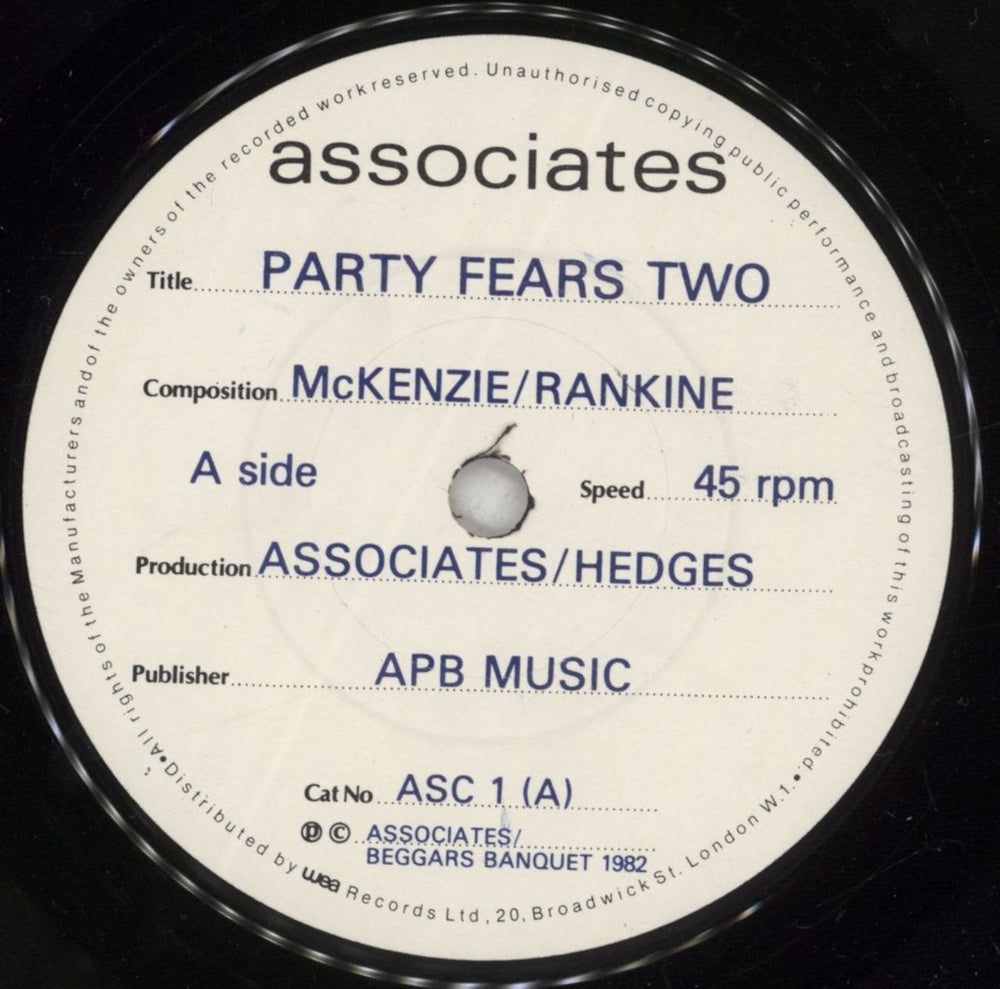 associates
Title PARTY FEARS TWO
Composition McKENZIE/RANKINE
A side Speed 45 rpm
Production ASSOCIATES/HEDGES
Publisher APB MUSIC
Cat No ASC 1 (A)
℗ © ASSOCIATES/
BEGGARS BANQUET 1982
•All rights of the Manufacturers and of the owners of the recorded work reserved. Unauthorised copying public performance and broadcasting of this work prohibited.•
Distributed by wea Records Ltd, 20, Broadwick St. London W.1.